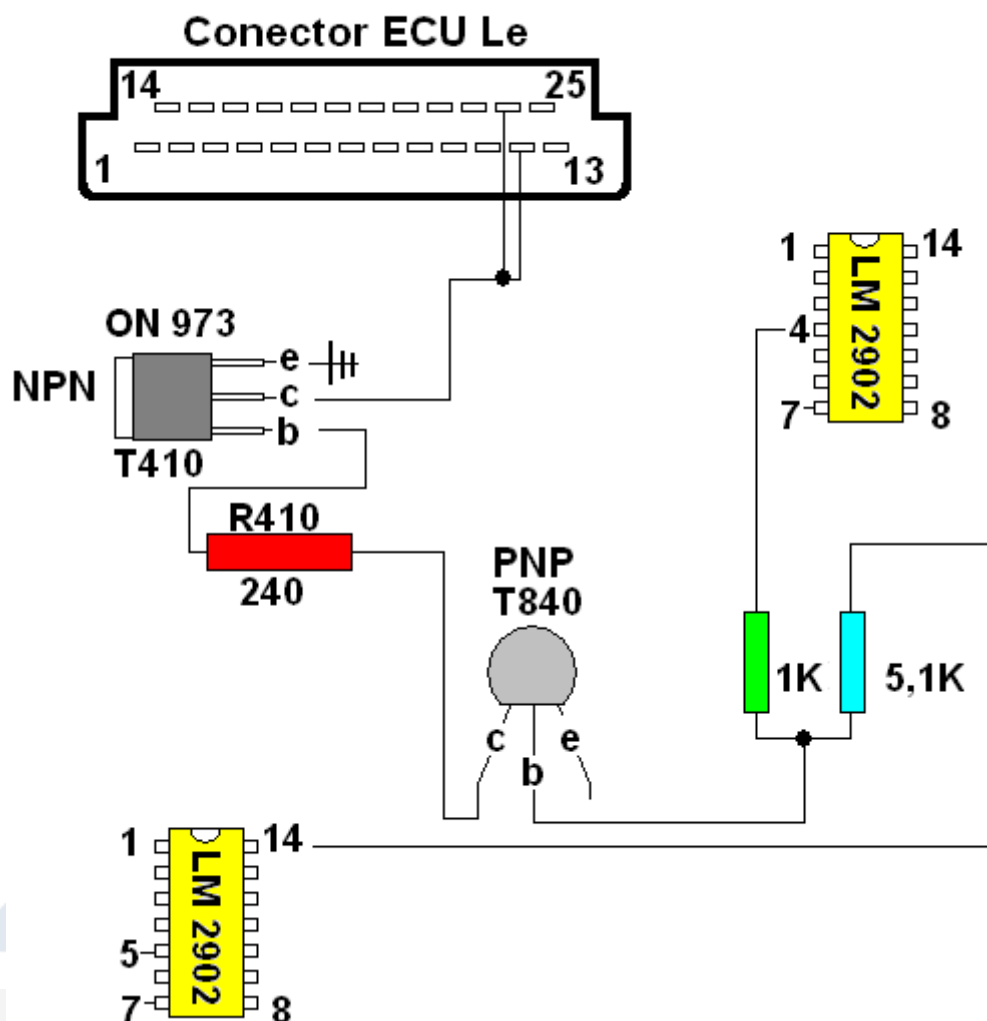 Conector ECU Le
14 25
1 13
ON 973
NPN
e
c
b
T410
R410
240
PNP
T840
c e
b
1 14
LM 2902
4
7 8
1K 5,1K
1 14
LM 2902
5
7 8